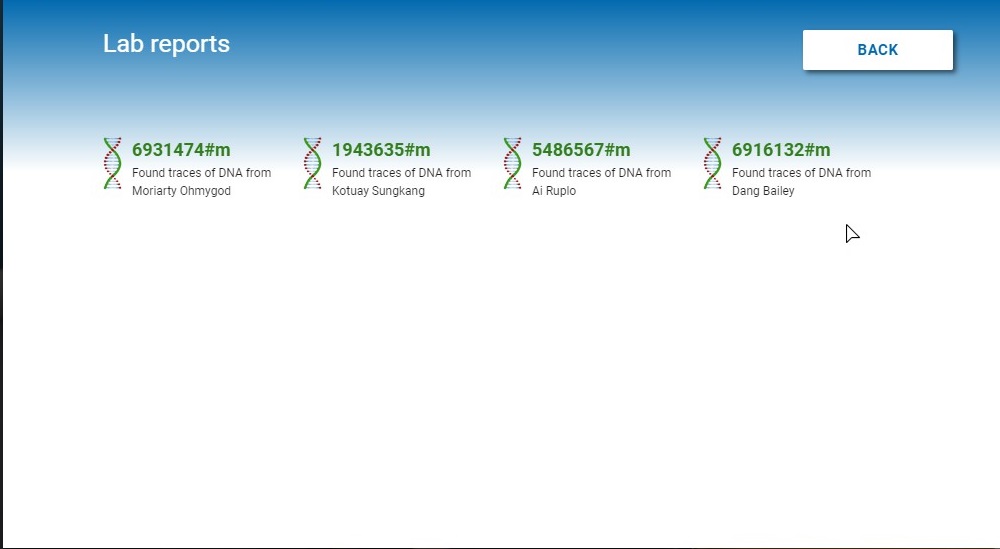 Lab reports
BACK
6931474#m
Found traces of DNA from
Moriarty Ohmygod
1943635#m
Found traces of DNA from
Kotuay Sungkang
5486567#m
Found traces of DNA from
Ai Ruplo
6916132#m
Found traces of DNA from
Dang Bailey